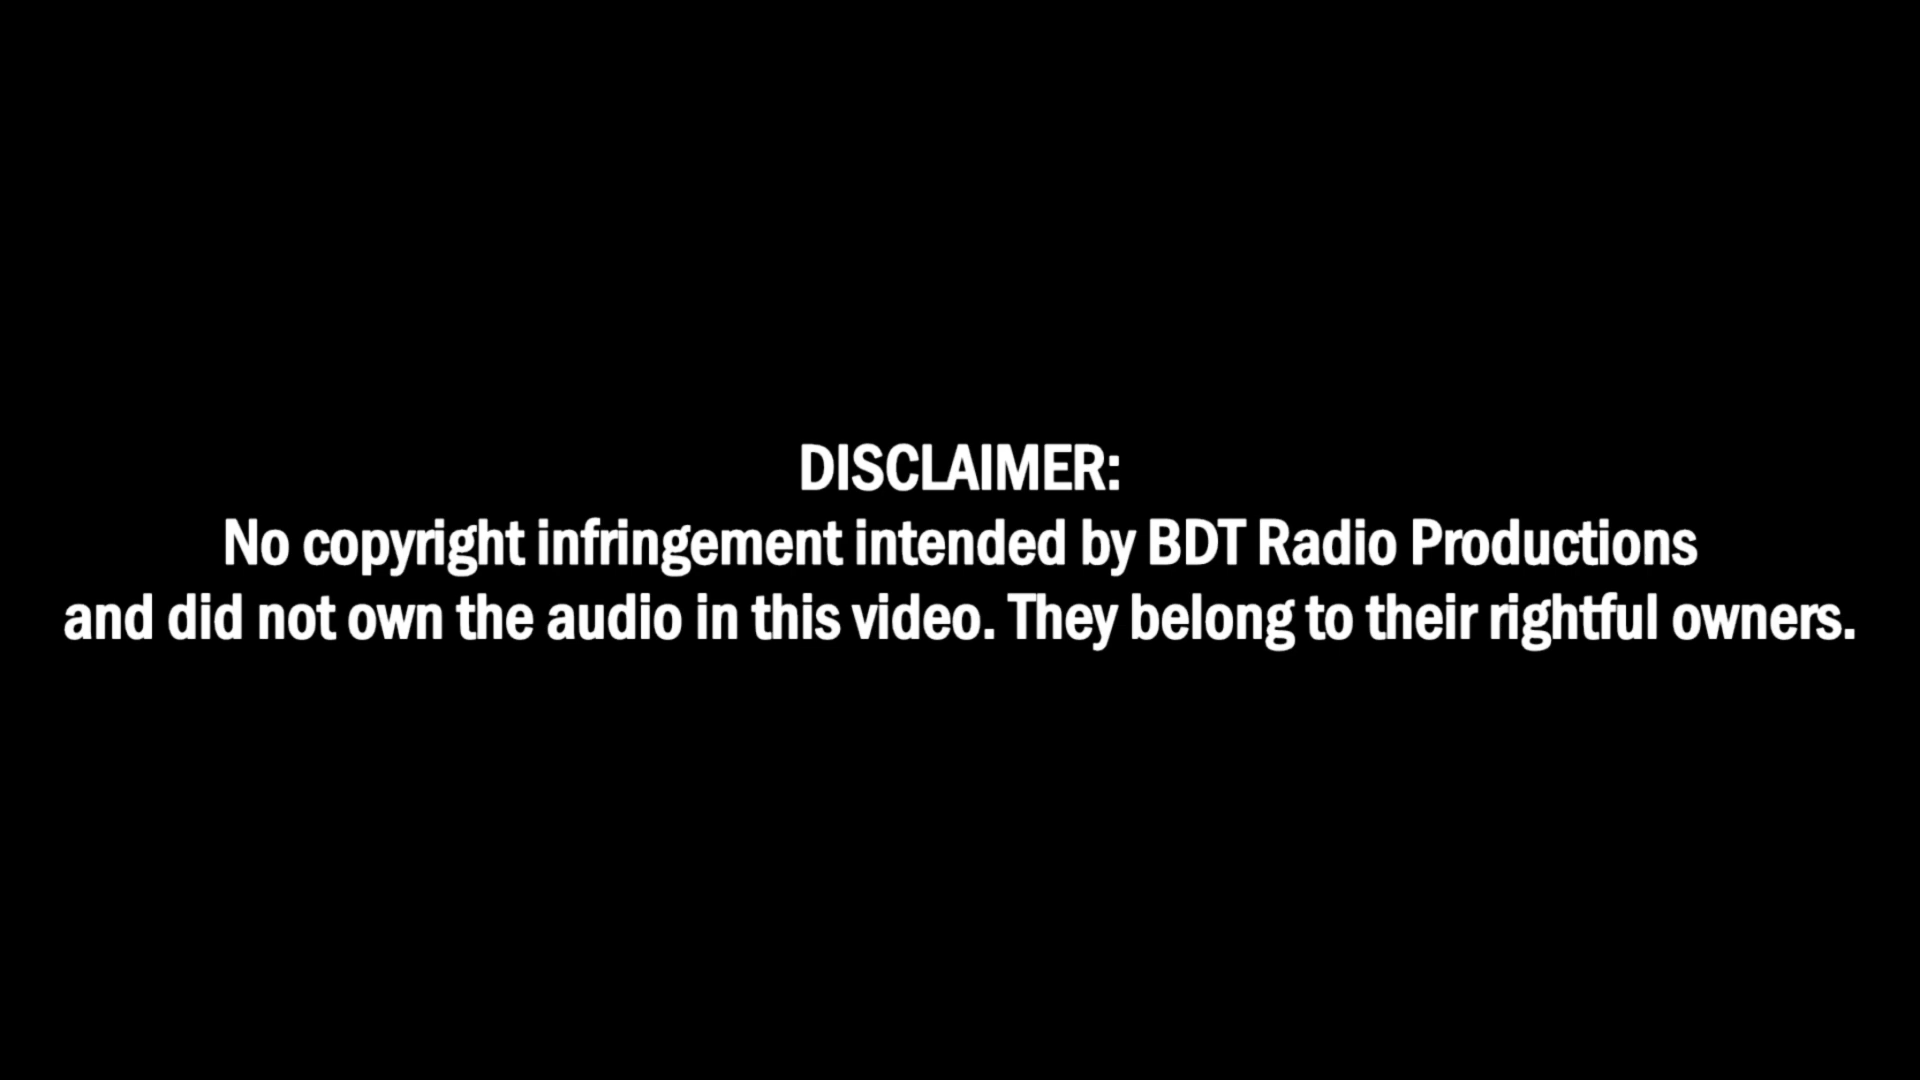 DISCLAIMER:
No copyright infringement intended by BDT Radio Productions
and did not own the audio in this video. They belong to their rightful owners.